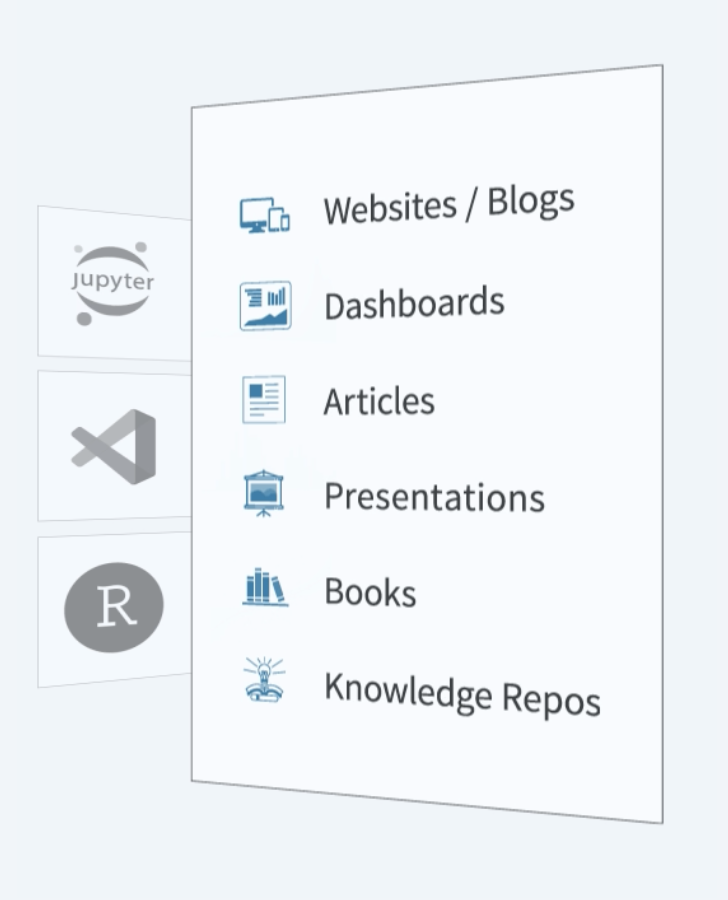 Jupyter
R
Websites / Blogs
Dashboards
Articles
Presentations
Books
Knowledge Repos